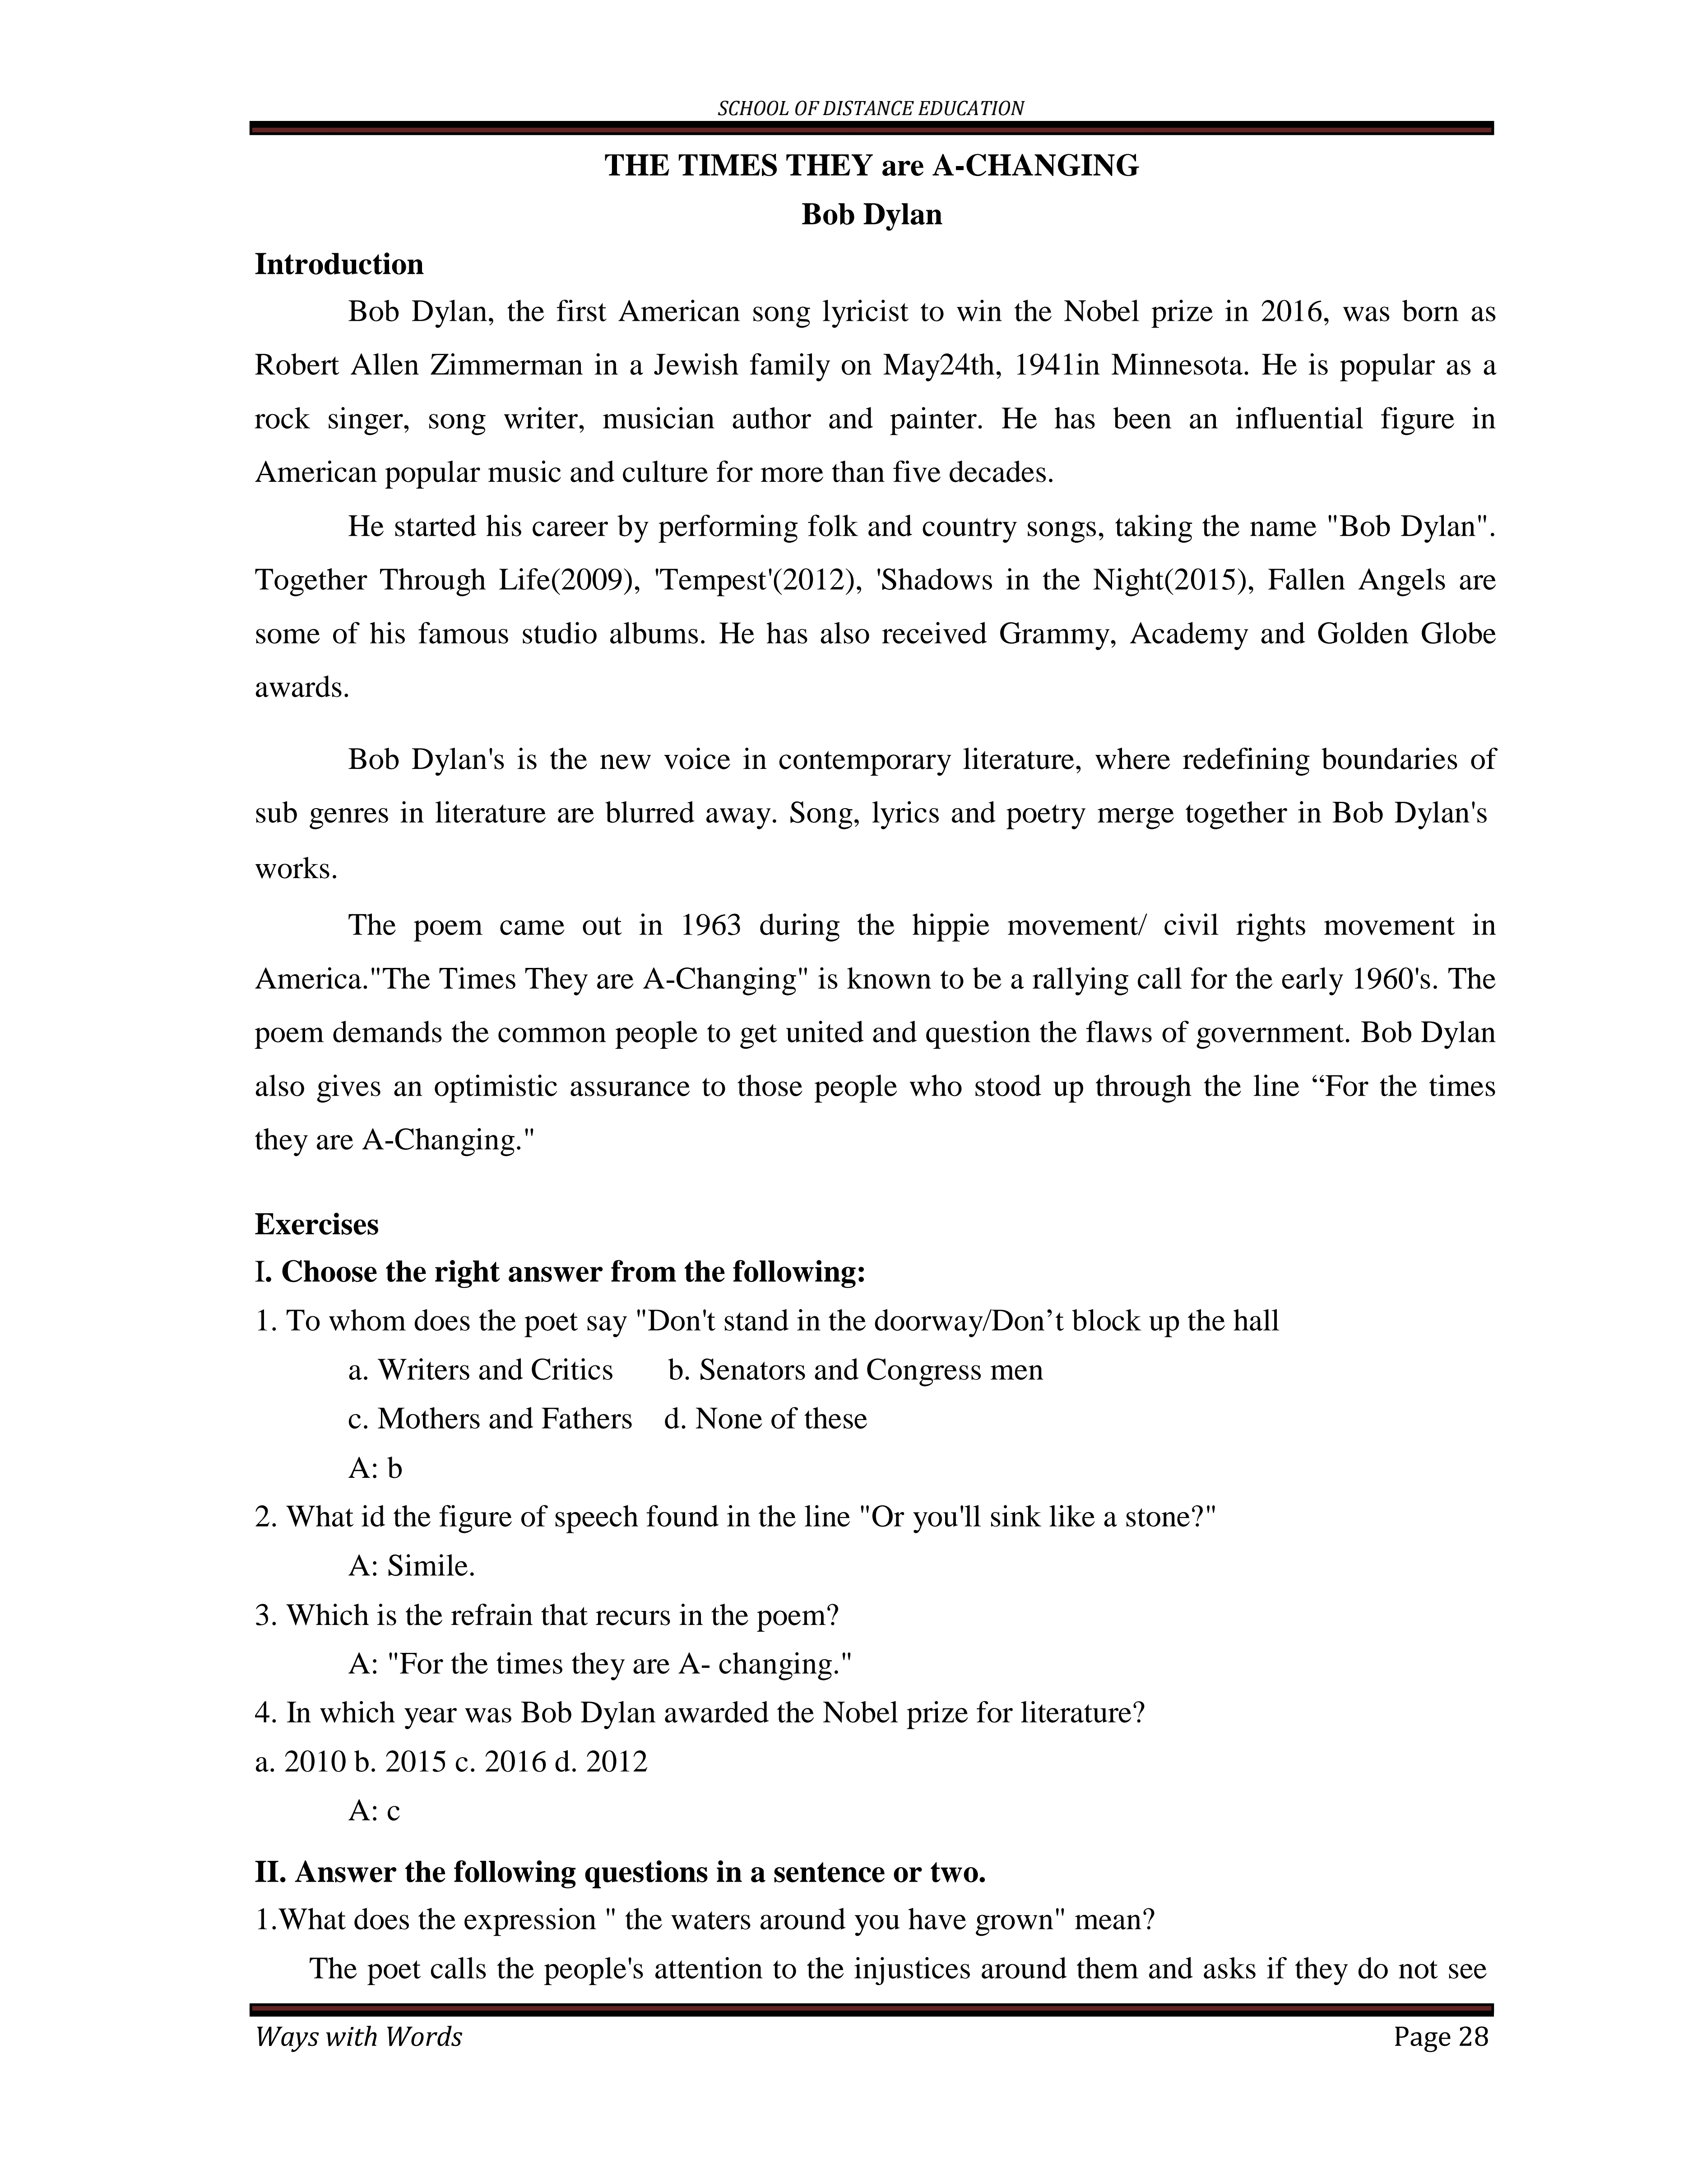 SCHOOL OF DISTANCE EDUCATION
THE TIMES THEY are A-CHANGING
Bob Dylan
Introduction
Bob Dylan, the first American song lyricist to win the Nobel prize in 2016, was born as
Robert Allen Zimmerman in a Jewish family on May24th, 1941in Minnesota. He is popular as a
rock singer, song writer, musician author and painter. He has been an influential figure in
American popular music and culture for more than five decades.
He started his career by performing folk and country songs, taking the name "Bob Dylan".
Together Through Life(2009), 'Tempest'(2012), 'Shadows in the Night(2015), Fallen Angels are
some of his famous studio albums. He has also received Grammy, Academy and Golden Globe
awards.
Bob Dylan's is the new voice in contemporary literature, where redefining boundaries of
sub genres in literature are blurred away. Song, lyrics and poetry merge together in Bob Dylan's
works.
The poem came out in 1963 during the hippie movement/ civil rights movement in
America."The Times They are A-Changing" is known to be a rallying call for the early 1960's. The
poem demands the common people to get united and question the flaws of government. Bob Dylan
also gives an optimistic assurance to those people who stood up through the line “For the times
they are A-Changing."
Exercises
I. Choose the right answer from the following:
1. To whom does the poet say "Don't stand in the doorway/Don’t block up the hall
a. Writers and Critics b. Senators and Congress men
c. Mothers and Fathers d. None of these
A: b
2. What id the figure of speech found in the line "Or you'll sink like a stone?"
A: Simile.
3. Which is the refrain that recurs in the poem?
A: "For the times they are A- changing."
4. In which year was Bob Dylan awarded the Nobel prize for literature?
a. 2010 b. 2015 c. 2016 d. 2012
A: c
II. Answer the following questions in a sentence or two.
1.What does the expression " the waters around you have grown" mean?
The poet calls the people's attention to the injustices around them and asks if they do not see
Ways with Words Page 28